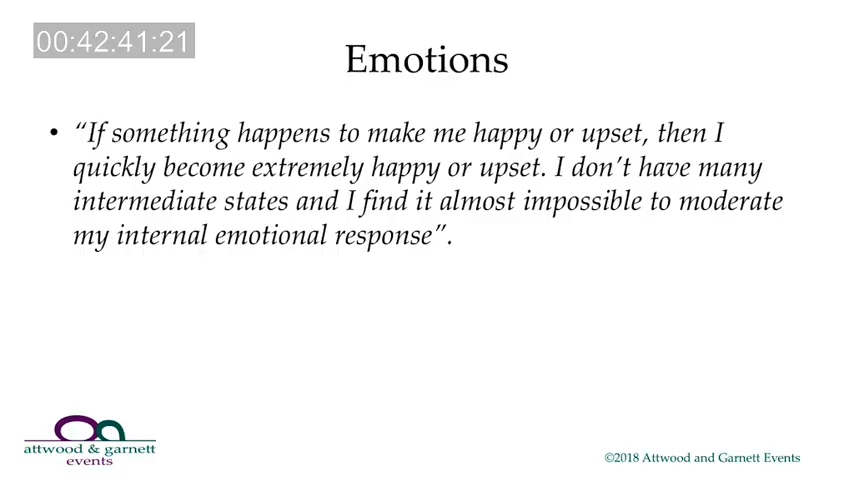 00:42:41:21
Emotions
• “If something happens to make me happy or upset, then I
quickly become extremely happy or upset. I don’t have many
intermediate states and I find it almost impossible to moderate
my internal emotional response”.
attwood & garnett
events
©2018 Attwood and Garnett Events